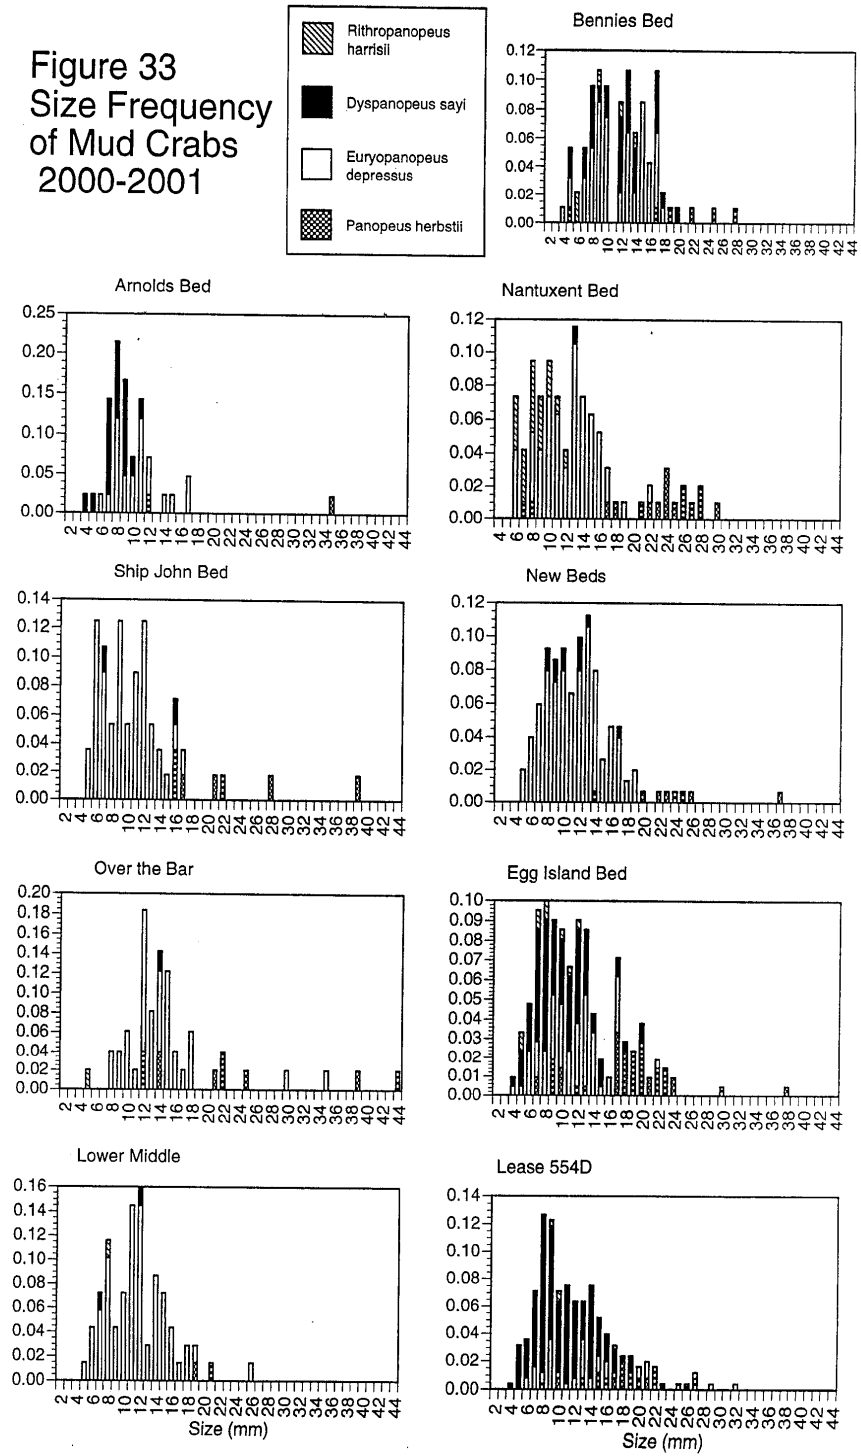 Figure 33
Size Frequency
of Mud Crabs
2000-2001
Rithropanopeus
harrisii
Dyspanopeus sayi
Euryopanopeus
depressus
Panopeus herbstii
Bennies Bed
0.12
0.10
0.08
0.06
0.04
0.02
0.00
2 4 6 8 10 12 14 16 18 20 22 24 26 28 30 32 34 36 38 40 42 44
Arnolds Bed
0.25
0.20
0.15
0.10
0.05
0.00
2 4 6 8 10 12 14 16 18 20 22 24 26 28 30 32 34 36 38 40 42 44
Nantuxent Bed
0.12
0.10
0.08
0.06
0.04
0.02
0.00
4 6 8 10 12 14 16 18 20 22 24 26 28 30 32 34 36 38 40 42 44
Ship John Bed
0.14
0.12
0.10
0.08
0.06
0.04
0.02
0.00
2 4 6 8 10 12 14 16 18 20 22 24 26 28 30 32 34 36 38 40 42 44
New Beds
0.12
0.10
0.08
0.06
0.04
0.02
0.00
2 4 6 8 10 12 14 16 18 20 22 24 26 28 30 32 34 36 38 40 42 44
Over the Bar
0.20
0.18
0.16
0.14
0.12
0.10
0.08
0.06
0.04
0.02
0.00
2 4 6 8 10 12 14 16 18 20 22 24 26 28 30 32 34 36 38 40 42 44
Egg Island Bed
0.10
0.09
0.08
0.07
0.06
0.05
0.04
0.03
0.02
0.01
0.00
2 4 6 8 10 12 14 16 18 20 22 24 26 28 30 32 34 36 38 40 42 44
Lower Middle
0.16
0.14
0.12
0.10
0.08
0.06
0.04
0.02
0.00
2 4 6 8 10 12 14 16 18 20 22 24 26 28 30 32 34 36 38 40 42 44
Size (mm)
Lease 554D
0.14
0.12
0.10
0.08
0.06
0.04
0.02
0.00
2 4 6 8 10 12 14 16 18 20 22 24 26 28 30 32 34 36 38 40 42 44
Size (mm)